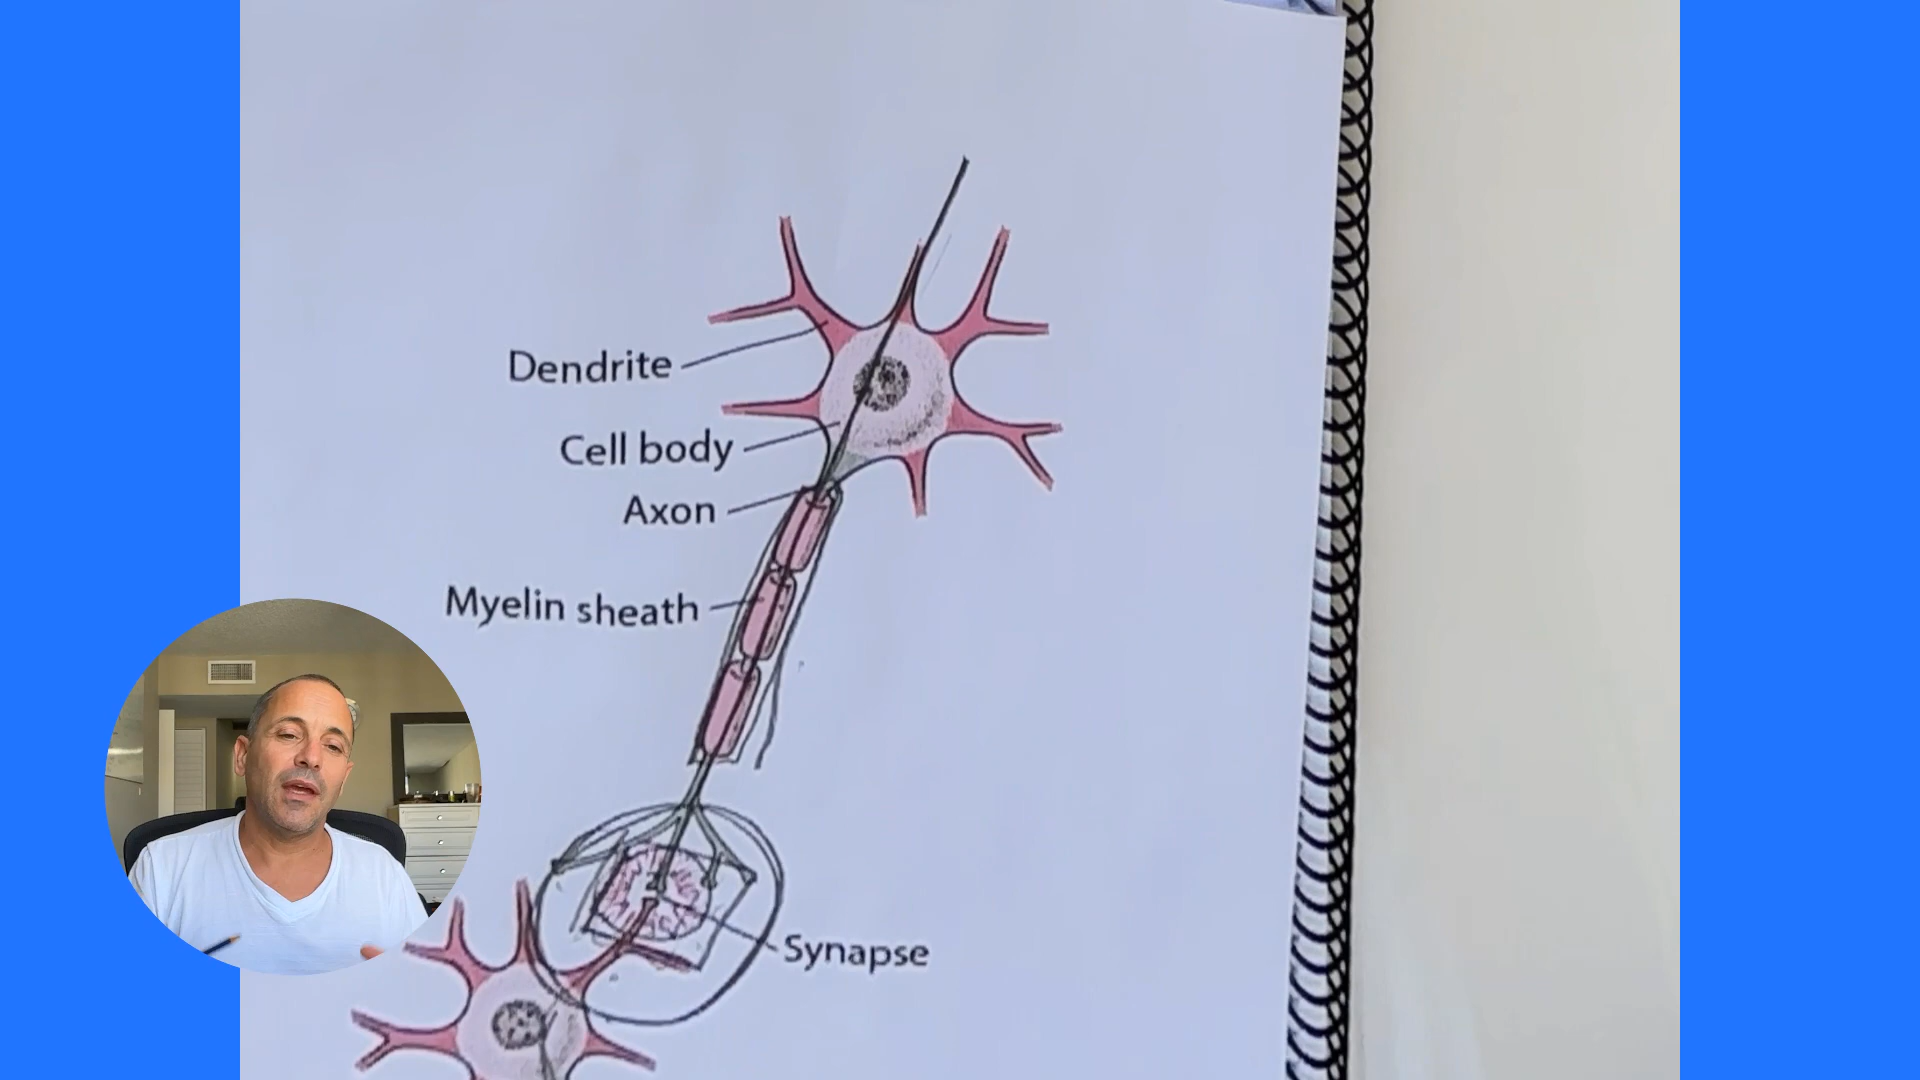 Dendrite
Cell body
Axon
Myelin sheath
Synapse